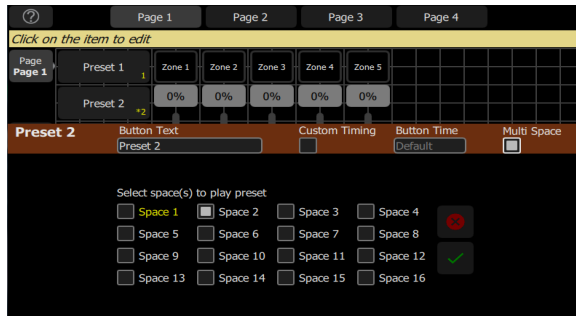 ?
Page 1 Page 2 Page 3 Page 4
Click on the item to edit
Page
Page 1
Preset 1 1
Zone 1 Zone 2 Zone 3 Zone 4 Zone 5
Preset 2 *2
0% 0% 0% 0% 0%
Preset 2 Button Text Custom Timing Button Time Multi Space
Preset 2 Default
Select space(s) to play preset
Space 1 Space 2 Space 3 Space 4
Space 5 Space 6 Space 7 Space 8
Space 9 Space 10 Space 11 Space 12
Space 13 Space 14 Space 15 Space 16